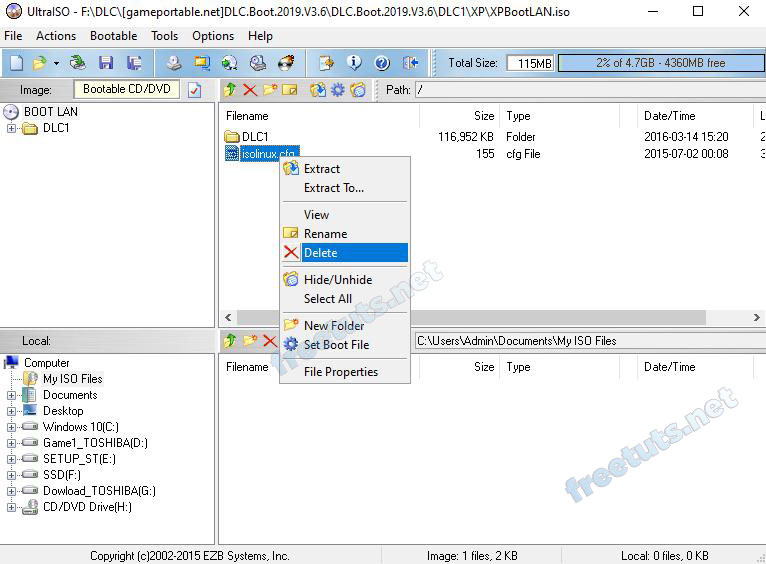 UltraISO - F:\DLC\[gameportable.net]DLC.Boot.2019.V3.6\DLC.Boot.2019.V3.6\DLC1\XP\XPBootLAN.iso
File Actions Bootable Tools Options Help
Total Size: 115MB 2% of 4.7GB - 4360MB free
Image: Bootable CD/DVD Path: /
BOOT LAN
DLC1
Filename Size Type Date/Time L
DLC1 116,952 KB Folder 2016-03-14 15:20 2
isolinux.cfg 155 cfg File 2015-07-02 00:08 3
Extract
Extract To...
View
Rename
Delete
Hide/Unhide
Select All
New Folder
Set Boot File
File Properties
Local: C:\Users\Admin\Documents\My ISO Files
Computer
My ISO Files
Documents
Desktop
Windows 10(C:)
Game1_TOSHIBA(D:)
SETUP_ST(E:)
SSD(F:)
Dowload_TOSHIBA(G:)
CD/DVD Drive(H:)
Filename Size Type Date/Time
freetuts.net
freetuts.net
Copyright (c)2002-2015 EZB Systems, Inc. Image: 1 files, 2 KB Local: 0 files, 0 KB